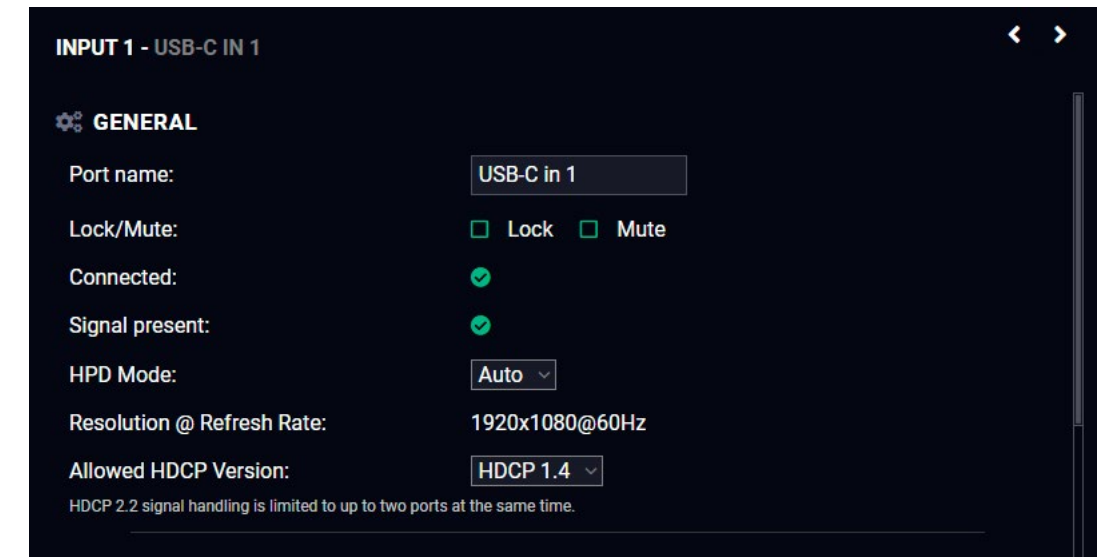 INPUT 1 - USB-C IN 1
GENERAL
Port name: USB-C in 1
Lock/Mute: Lock Mute
Connected:
Signal present:
HPD Mode: Auto
Resolution @ Refresh Rate: 1920x1080@60Hz
Allowed HDCP Version: HDCP 1.4
HDCP 2.2 signal handling is limited to up to two ports at the same time.